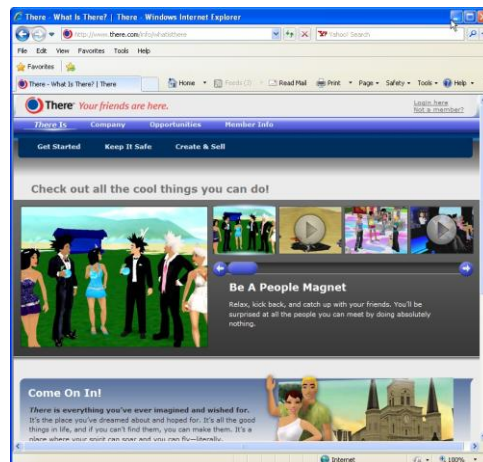 There - What Is There? | There - Windows Internet Explorer
http://www.there.com/info/whatisthere
Yahoo! Search
File Edit View Favorites Tools Help
Favorites
There - What Is There? | There
Home Feeds Read Mail Print Page Safety Tools Help
There Your friends are here.
Login here
Not a member?
There Is Company Opportunities Member Info
Get Started Keep It Safe Create & Sell
Check out all the cool things you can do!
Be A People Magnet
Relax, kick back, and catch up with your friends. You'll be
surprised at all the people you can meet by doing absolutely
nothing.
Come On In!
There is everything you've ever imagined and wished for.
It's the place you've dreamed about and hoped for. It's all the good
things in life, and if you can't find them, you can make them. It's a
place where your spirit can soar and you can fly—literally.
Internet 100%